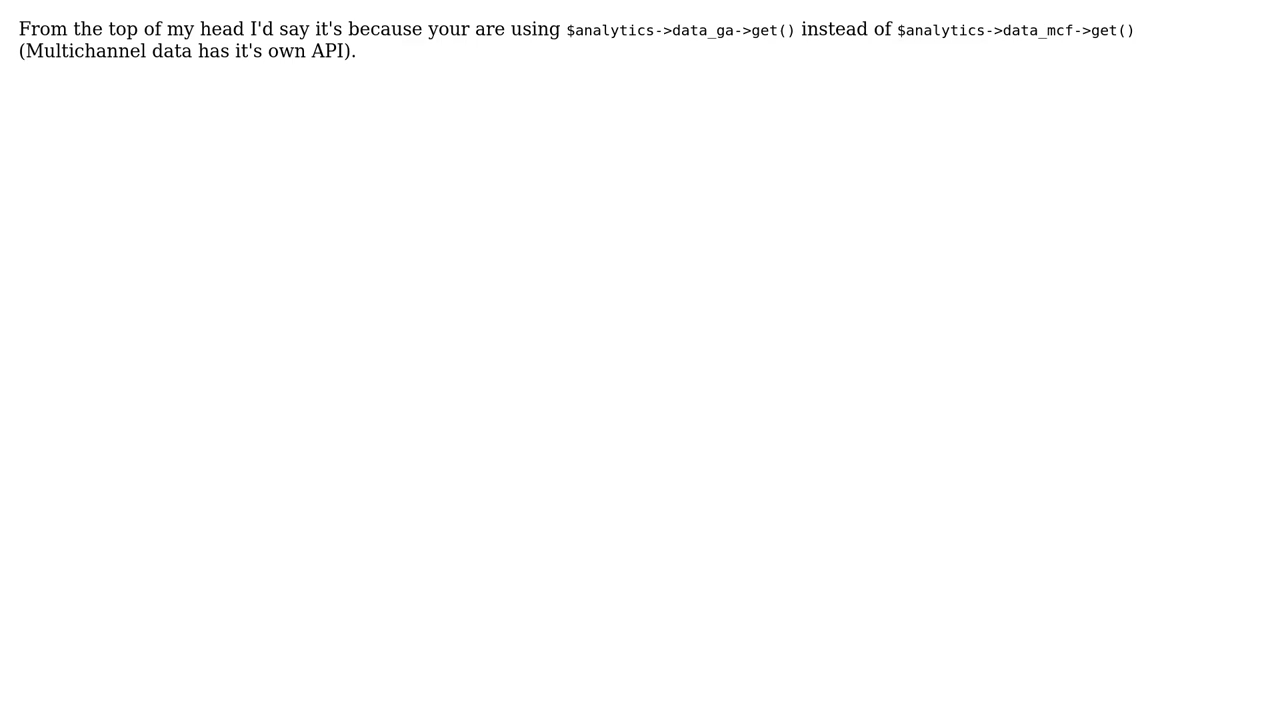 From the top of my head I'd say it's because your are using $analytics->data_ga->get() instead of $analytics->data_mcf->get()
(Multichannel data has it's own API).